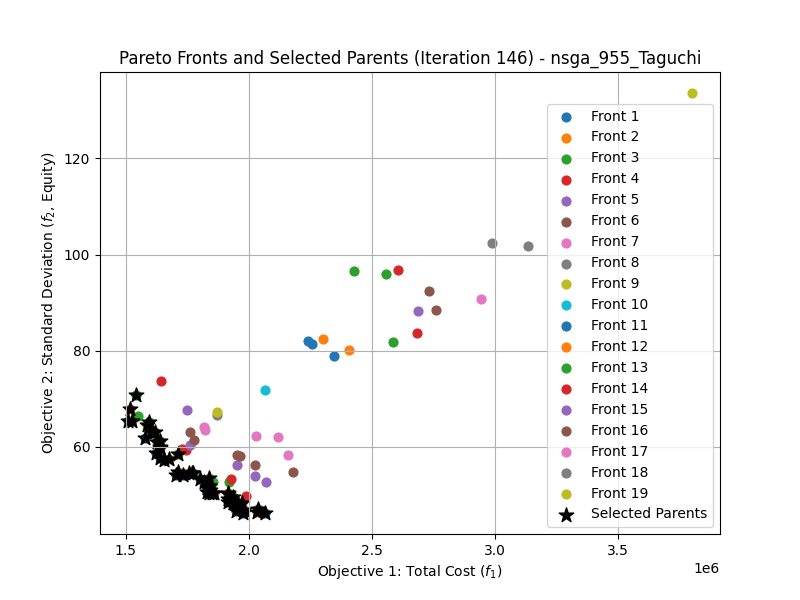 Pareto Fronts and Selected Parents (Iteration 146) - nsga_955_Taguchi
Objective 2: Standard Deviation (f₂, Equity)
120
100
80
60
Front 1
Front 2
Front 3
Front 4
Front 5
Front 6
Front 7
Front 8
Front 9
Front 10
Front 11
Front 12
Front 13
Front 14
Front 15
Front 16
Front 17
Front 18
Front 19
Selected Parents
1.5 2.0 2.5 3.0 3.5
1e6
Objective 1: Total Cost (f₁)